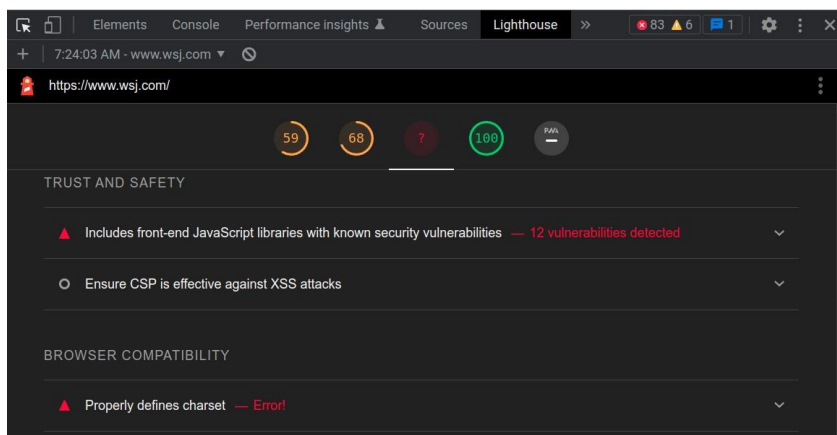 Elements Console Performance insights Sources Lighthouse » 83 6 1
+ 7:24:03 AM - www.wsj.com ▼
https://www.wsj.com/
59 68 ? 100 PWA
TRUST AND SAFETY
Includes front-end JavaScript libraries with known security vulnerabilities — 12 vulnerabilities detected
Ensure CSP is effective against XSS attacks
BROWSER COMPATIBILITY
Properly defines charset — Error!